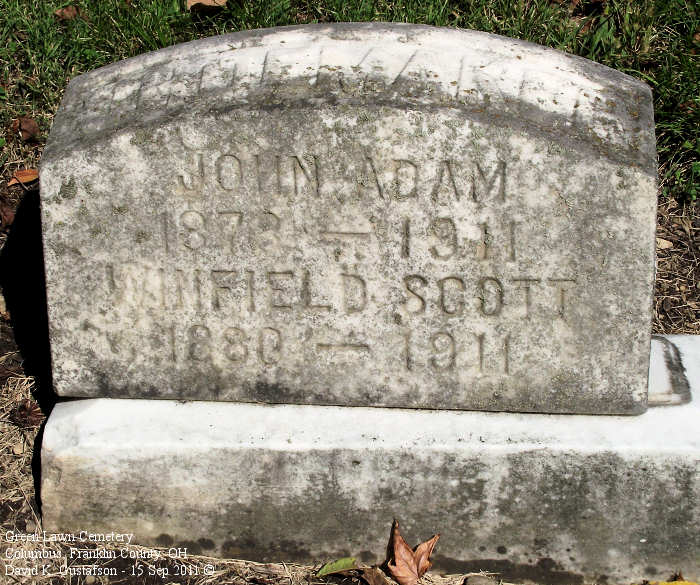 JOHN ADAM
1873 — 1911
WINFIELD SCOTT
1880 — 1911
Green Lawn Cemetery
Columbus, Franklin County, OH
David K. Gustafson - 15 Sep 2011 ©